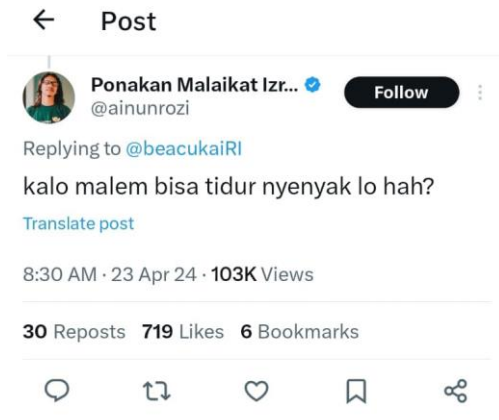 Post
Ponakan Malaikat Izr...
Follow
@ainunrozi
Replying to @beacukaiRI
kalo malem bisa tidur nyenyak lo hah?
Translate post
8:30 AM · 23 Apr 24 · 103K Views
30 Reposts 719 Likes 6 Bookmarks